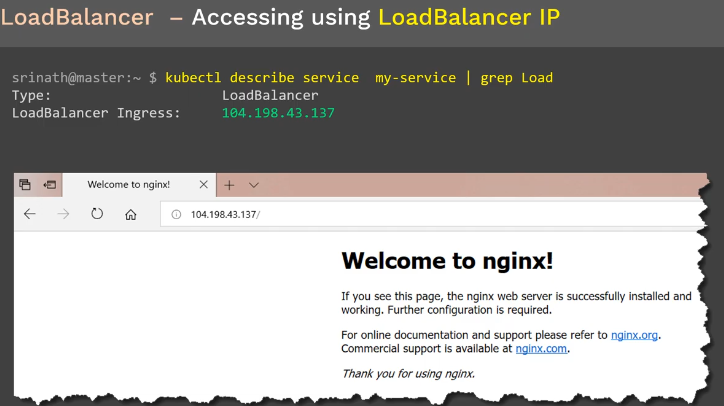 LoadBalancer – Accessing using LoadBalancer IP
srinath@master:~ $ kubectl describe service my-service | grep Load
Type: LoadBalancer
LoadBalancer Ingress: 104.198.43.137
Welcome to nginx!
104.198.43.137/
Welcome to nginx!
If you see this page, the nginx web server is successfully installed and
working. Further configuration is required.
For online documentation and support please refer to nginx.org.
Commercial support is available at nginx.com.
Thank you for using nginx.